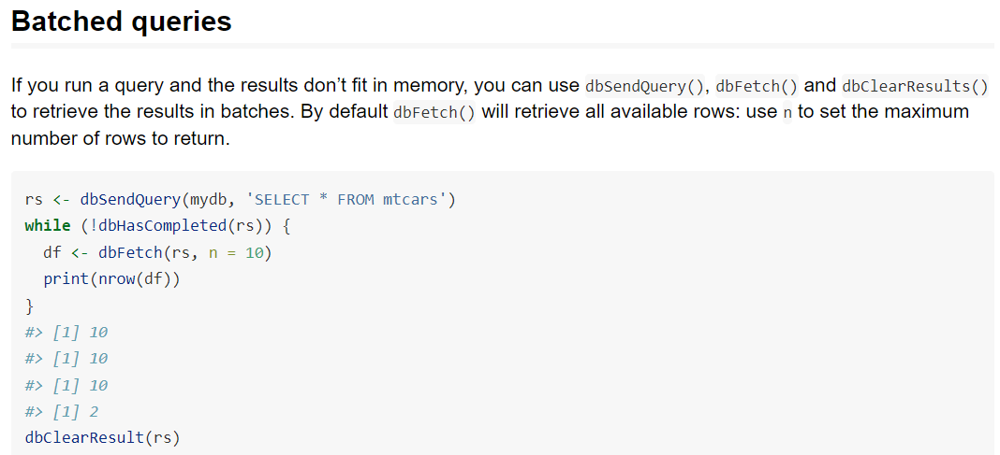 Batched queries
If you run a query and the results don’t fit in memory, you can use dbSendQuery(), dbFetch() and dbClearResults()
to retrieve the results in batches. By default dbFetch() will retrieve all available rows: use n to set the maximum
number of rows to return.
rs <- dbSendQuery(mydb, 'SELECT * FROM mtcars')
while (!dbHasCompleted(rs)) {
  df <- dbFetch(rs, n = 10)
  print(nrow(df))
}
#> [1] 10
#> [1] 10
#> [1] 10
#> [1] 2
dbClearResult(rs)